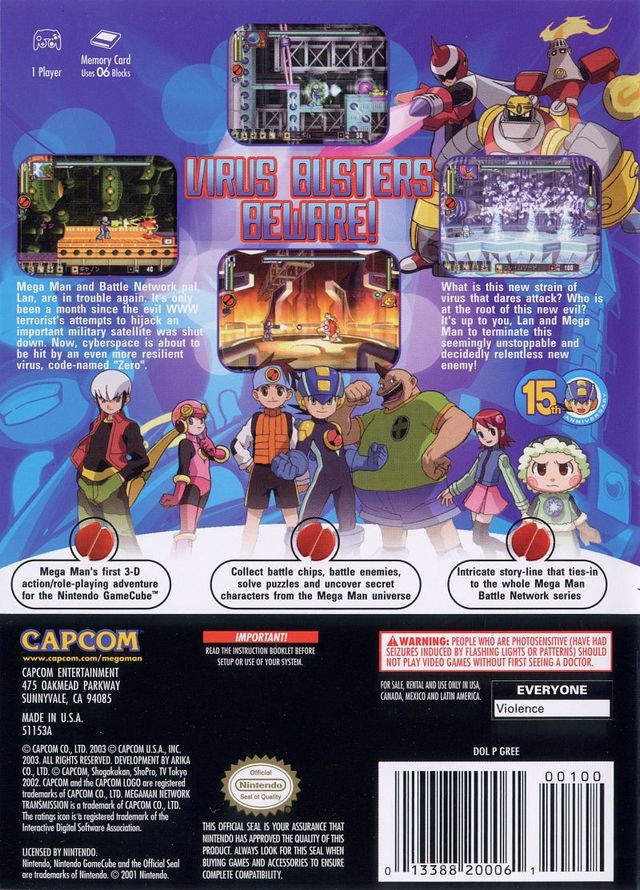 1 Player
Memory Card
Uses 06 Blocks
VIRUS BUSTERS
BEWARE!
Mega Man and Battle Network pal,
Lan, are in trouble again. It's only
been a month since the evil WWW
terrorist's attempts to hijack an
important military satellite was shut
down. Now, cyberspace is about to
be hit by an even more resilient
virus, code-named "Zero".
What is this new strain of
virus that dares attack? Who is
at the root of this new evil?
It's up to you, Lan and Mega
Man to terminate this
seemingly unstoppable and
decidedly relentless new
enemy!
15th
ANNIVERSARY
Mega Man's first 3-D
action/role-playing adventure
for the Nintendo GameCube™
Collect battle chips, battle enemies,
solve puzzles and uncover secret
characters from the Mega Man universe
Intricate story-line that ties-in
to the whole Mega Man
Battle Network series
CAPCOM
www.capcom.com/megaman
CAPCOM ENTERTAINMENT
475 OAKMEAD PARKWAY
SUNNYVALE, CA 94085
MADE IN U.S.A.
51153A
© CAPCOM CO., LTD. 2003 © CAPCOM U.S.A., INC.
2003. ALL RIGHTS RESERVED. DEVELOPMENT BY ARIKA
CO., LTD. © CAPCOM, Shogakukan, ShoPro, TV Tokyo
2002. CAPCOM and the CAPCOM LOGO are registered
trademarks of CAPCOM CO., LTD. MEGAMAN NETWORK
TRANSMISSION is a trademark of CAPCOM CO., LTD.
The ratings icon is a registered trademark of the
Interactive Digital Software Association.
LICENSED BY NINTENDO.
Nintendo, Nintendo GameCube and the Official Seal
are trademarks of Nintendo. © 2001 Nintendo.
IMPORTANT!
READ THE INSTRUCTION BOOKLET BEFORE
SETUP OR USE OF YOUR SYSTEM.
Official
Nintendo
Seal of Quality
THIS OFFICIAL SEAL IS YOUR ASSURANCE THAT
NINTENDO HAS APPROVED THE QUALITY OF THIS
PRODUCT. ALWAYS LOOK FOR THIS SEAL WHEN
BUYING GAMES AND ACCESSORIES TO ENSURE
COMPLETE COMPATIBILITY.
WARNING: PEOPLE WHO ARE PHOTOSENSITIVE (HAVE HAD
SEIZURES INDUCED BY FLASHING LIGHTS OR PATTERNS) SHOULD
NOT PLAY VIDEO GAMES WITHOUT FIRST SEEING A DOCTOR.
FOR SALE, RENTAL AND USE ONLY IN USA,
CANADA, MEXICO AND LATIN AMERICA.
EVERYONE
Violence
DOL P GREE
00100
0 13388 20006 1